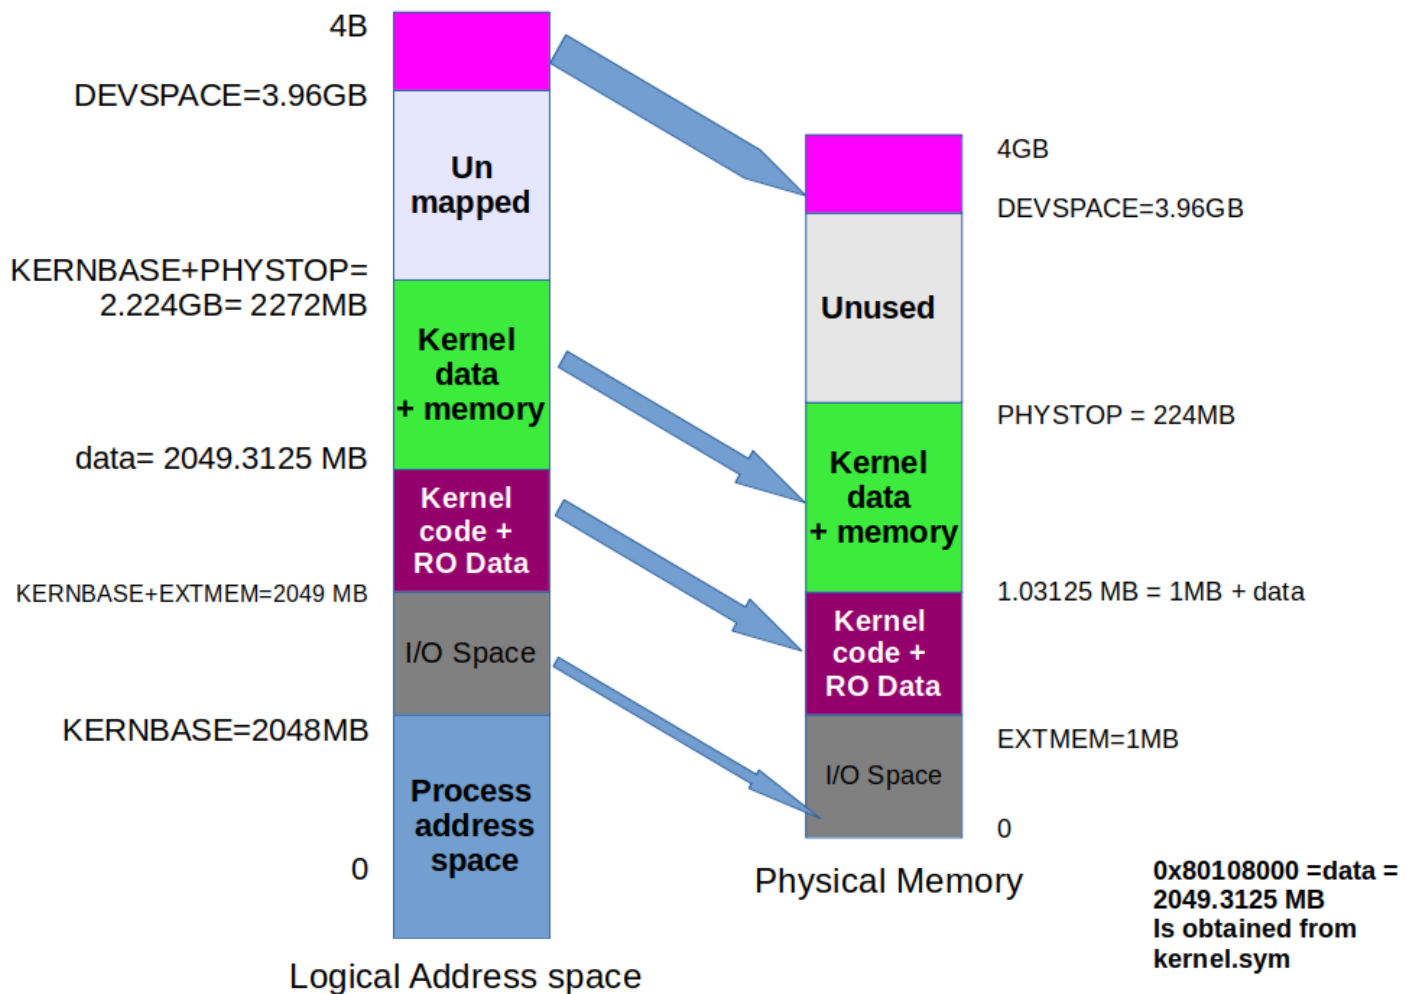 4B
DEVSPACE=3.96GB
Un
mapped
KERNBASE+PHYSTOP=
2.224GB= 2272MB
Kernel
data
+ memory
data= 2049.3125 MB
Kernel
code +
RO Data
KERNBASE+EXTMEM=2049 MB
I/O Space
KERNBASE=2048MB
Process
address
space
0
Logical Address space
4GB
DEVSPACE=3.96GB
Unused
PHYSTOP = 224MB
Kernel
data
+ memory
1.03125 MB = 1MB + data
Kernel
code +
RO Data
EXTMEM=1MB
I/O Space
0
Physical Memory
0x80108000 =data =
2049.3125 MB
Is obtained from
kernel.sym